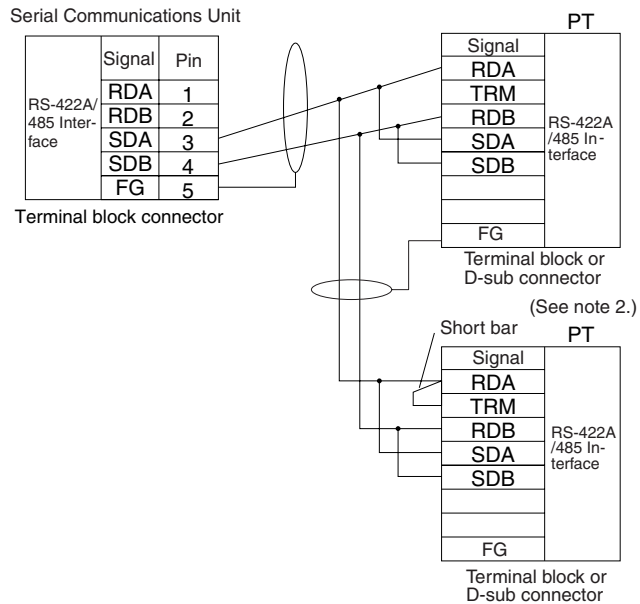 Serial Communications Unit
RS-422A/
485 Inter-
face
Signal Pin
RDA 1
RDB 2
SDA 3
SDB 4
FG 5
Terminal block connector
PT
Signal
RDA
TRM
RDB
SDA
SDB
FG
RS-422A
/485 In-
terface
Terminal block or
D-sub connector
(See note 2.)
Short bar
PT
Signal
RDA
TRM
RDB
SDA
SDB
FG
RS-422A
/485 In-
terface
Terminal block or
D-sub connector